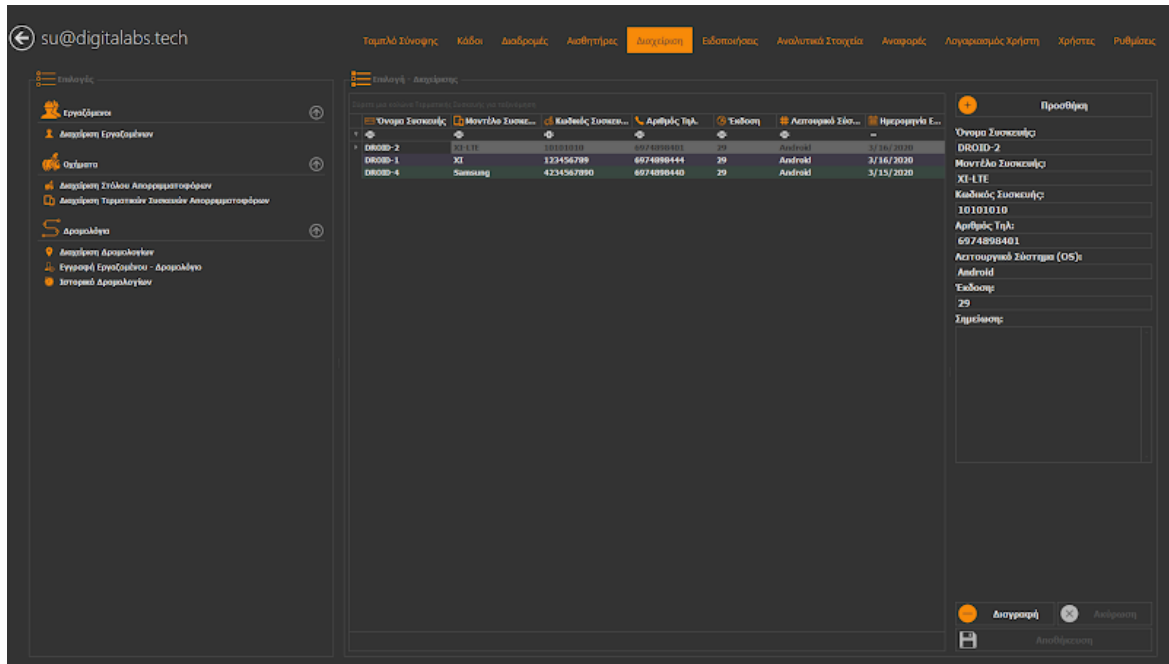 su@digitalabs.tech
Ταμπλό Σύνοψης Κάδοι Διαδρομές Αισθητήρες Διαχείριση Ειδοποιήσεις Αναλυτικά Στοιχεία Αναφορές Λογαριασμός Χρήστη Χρήστες Ρυθμίσεις
Επιλογές
Εργαζόμενοι
Διαχείριση Εργαζομένων
Οχήματα
Διαχείριση Στόλου Απορριμματοφόρων
Διαχείριση Τερματικών Συσκευών Απορριμματοφόρων
Δρομολόγια
Διαχείριση Δρομολογίων
Εγγραφή Εργαζομένου - Δρομολόγιο
Ιστορικό Δρομολογίων
Επιλογή - Διαχείρισης
Όνομα Συσκευής Μοντέλο Συσκε... Κωδικός Συσκευ... Αριθμός Τηλ. Έκδοση Λειτουργικό Σύσ... Ημερομηνία Ε...
DROID-2 XI-LTE 10101010 6974898401 29 Android 3/16/2020
DROID-1 XI 123456789 6974898444 29 Android 3/16/2020
DROID-4 Samsung 4234567890 6974898440 29 Android 3/15/2020
Προσθήκη
Όνομα Συσκευής:
DROID-2
Μοντέλο Συσκευής:
XI-LTE
Κωδικός Συσκευής:
10101010
Αριθμός Τηλ:
6974898401
Λειτουργικό Σύστημα (OS):
Android
Έκδοση:
29
Σημείωση:
Διαγραφή Ακύρωση
Αποθήκευση